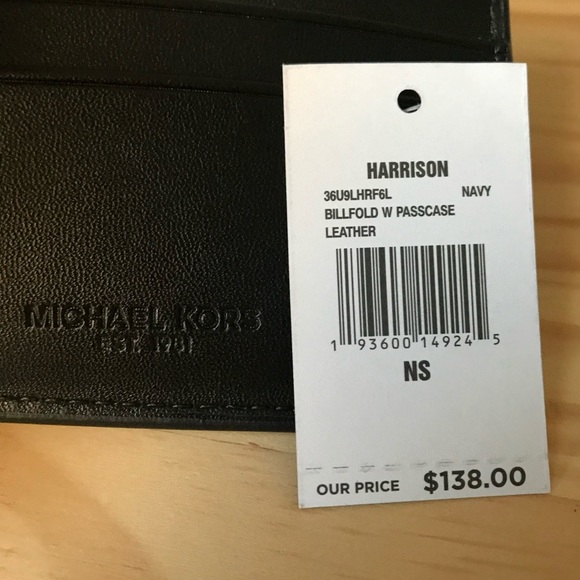 HARRISON
36U9LHRF6L NAVY
BILLFOLD W PASSCASE
LEATHER
1 93600 14924 5
NS
OUR PRICE $138.00
MICHAEL KORS
EST. 1981